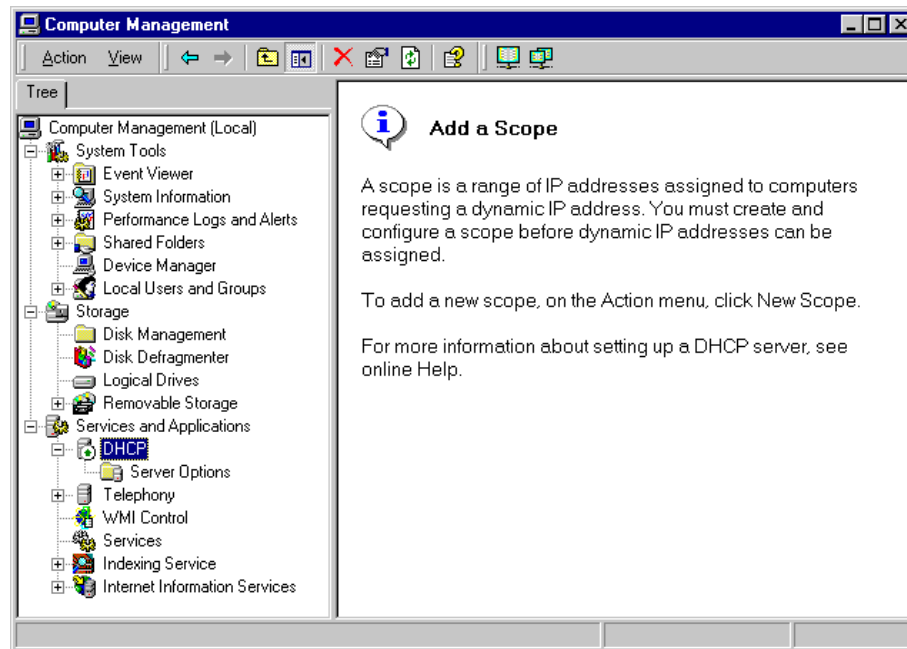 Computer Management
Action View
Tree
Computer Management (Local)
System Tools
Event Viewer
System Information
Performance Logs and Alerts
Shared Folders
Device Manager
Local Users and Groups
Storage
Disk Management
Disk Defragmenter
Logical Drives
Removable Storage
Services and Applications
DHCP
Server Options
Telephony
WMI Control
Services
Indexing Service
Internet Information Services
Add a Scope
A scope is a range of IP addresses assigned to computers
requesting a dynamic IP address. You must create and
configure a scope before dynamic IP addresses can be
assigned.
To add a new scope, on the Action menu, click New Scope.
For more information about setting up a DHCP server, see
online Help.